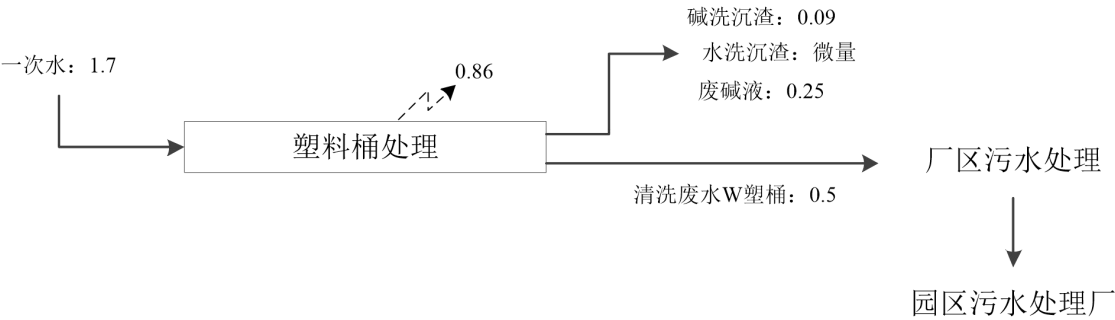 碱洗沉渣：0.09
一次水：1.7
水洗沉渣：微量
0.86
废碱液：0.25
塑料桶处理
厂区污水处理
清洗废水W塑桶：0.5
园区污水处理厂